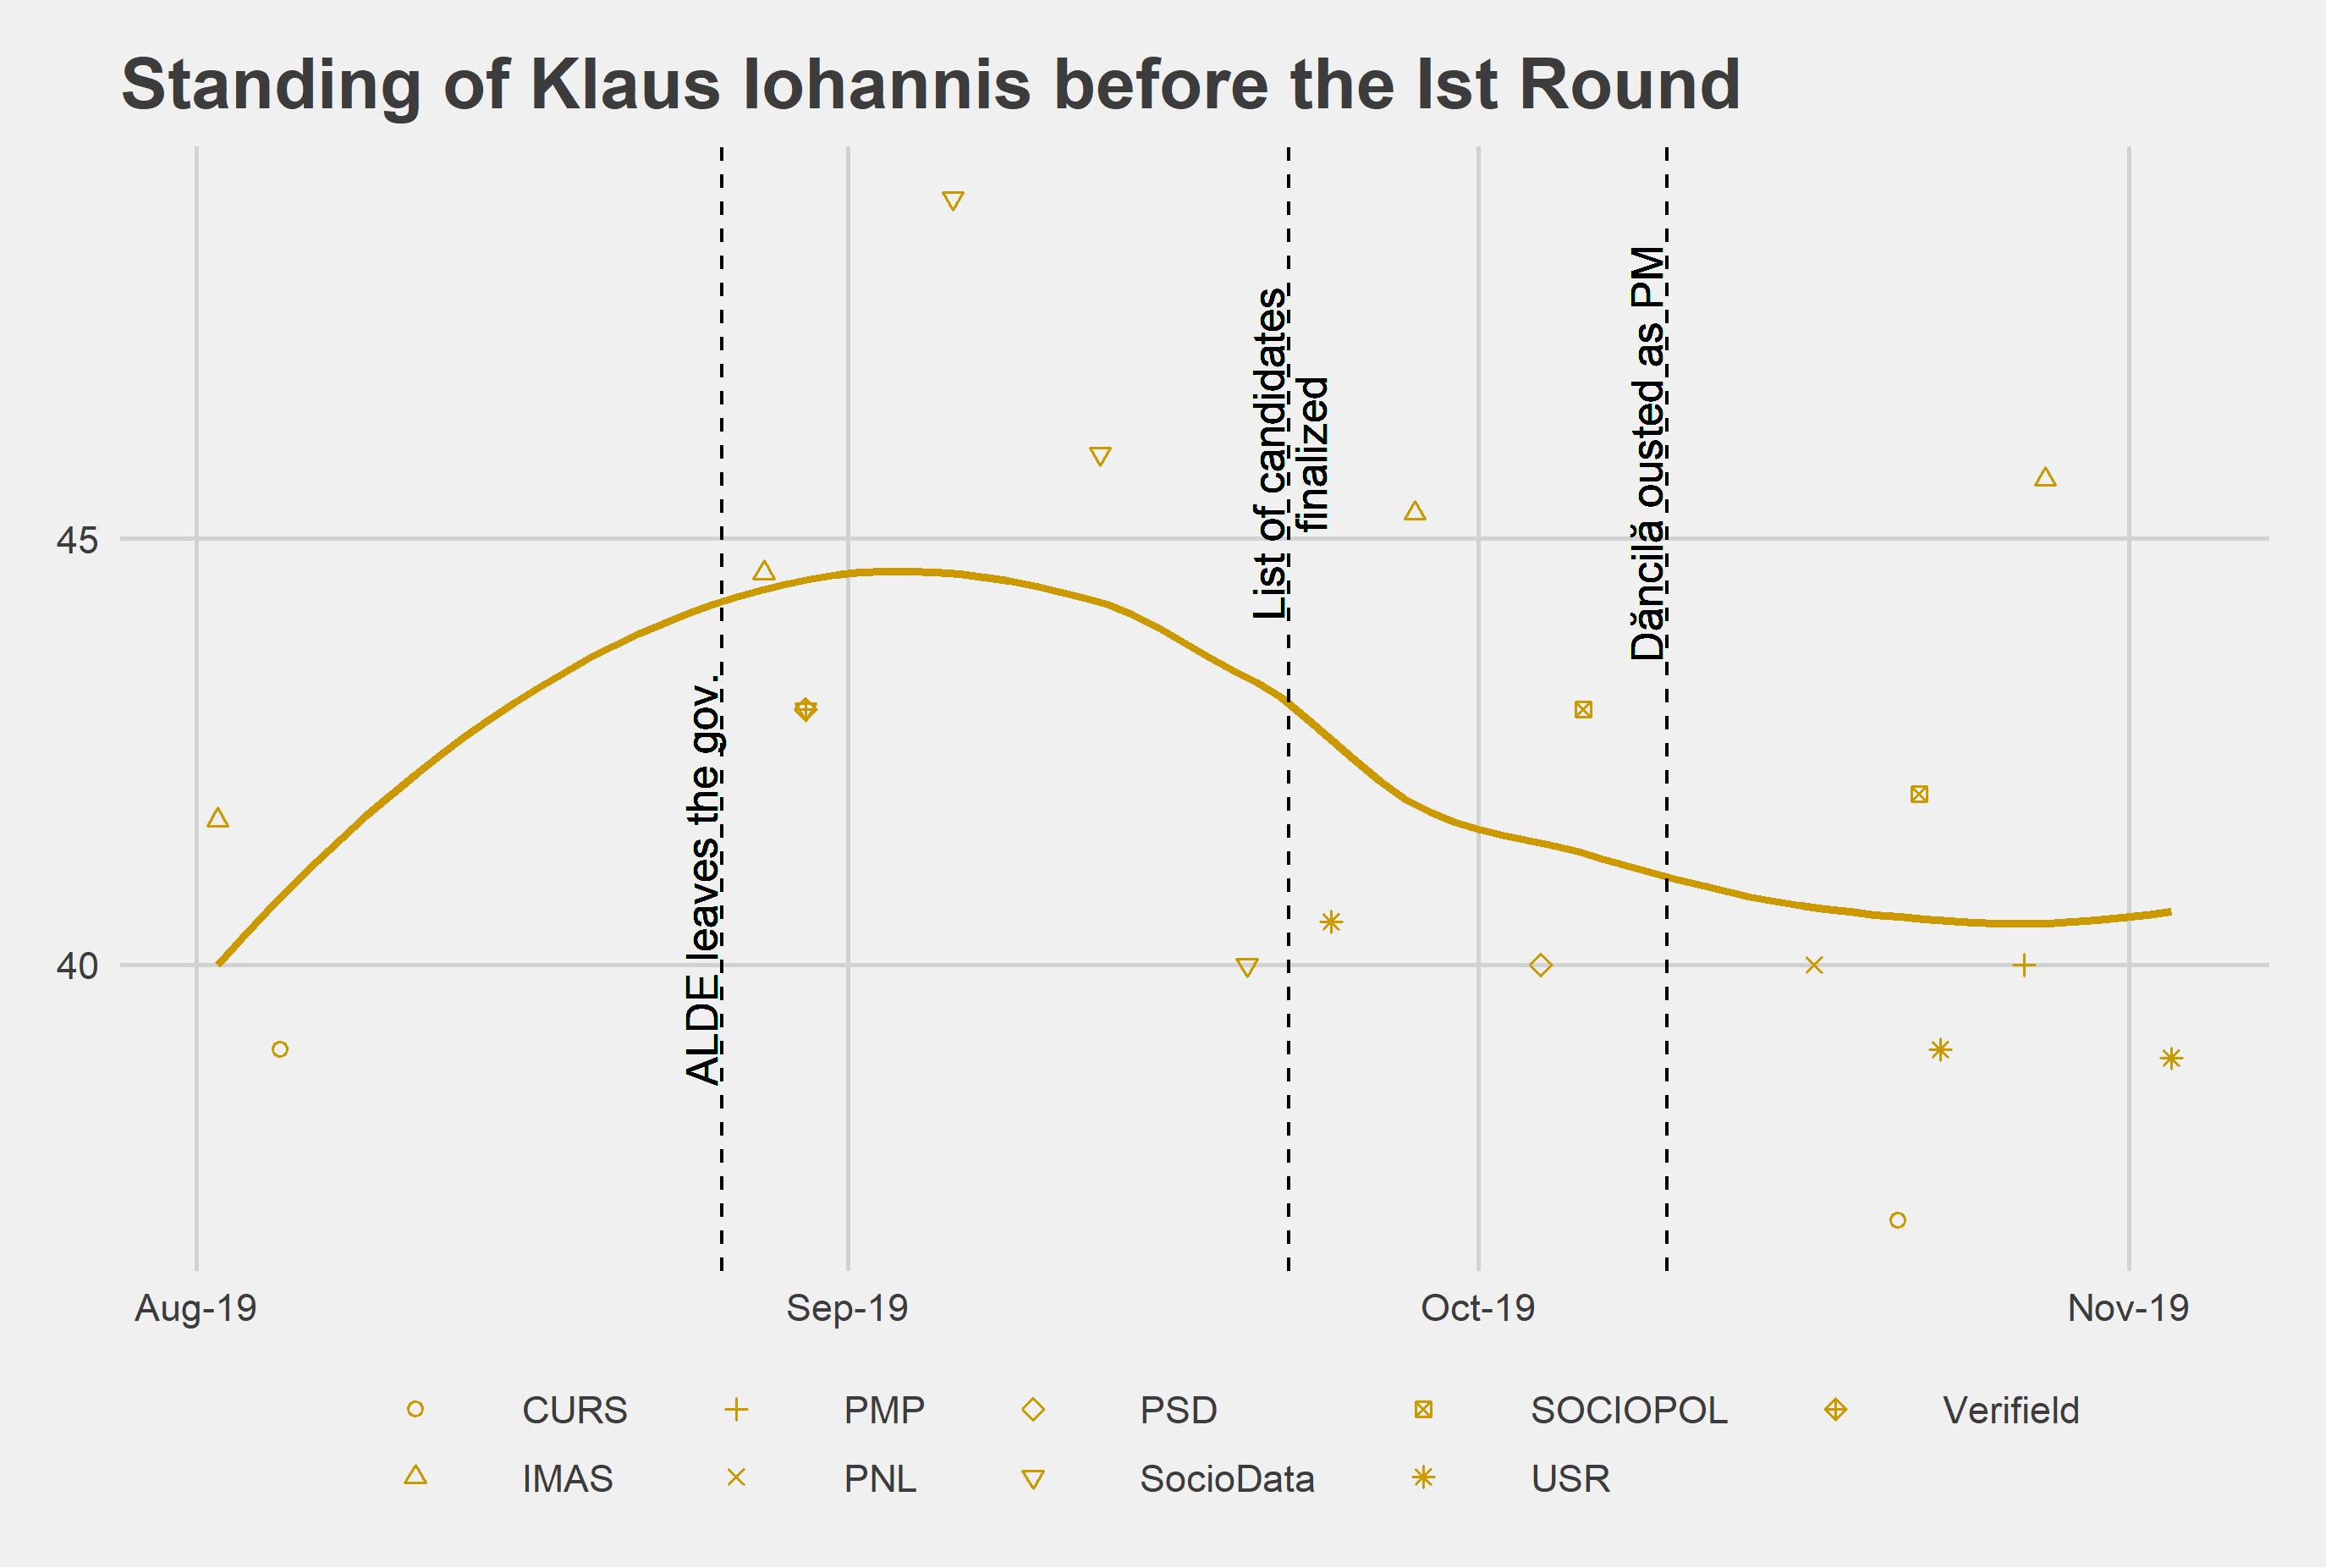 Standing of Klaus Iohannis before the Ist Round
45
40
ALDE leaves the gov.
List of candidates
finalized
Dăncilă ousted as PM
Aug-19
Sep-19
Oct-19
Nov-19
CURS
PMP
PSD
SOCIOPOL
Verifield
IMAS
PNL
SocioData
USR